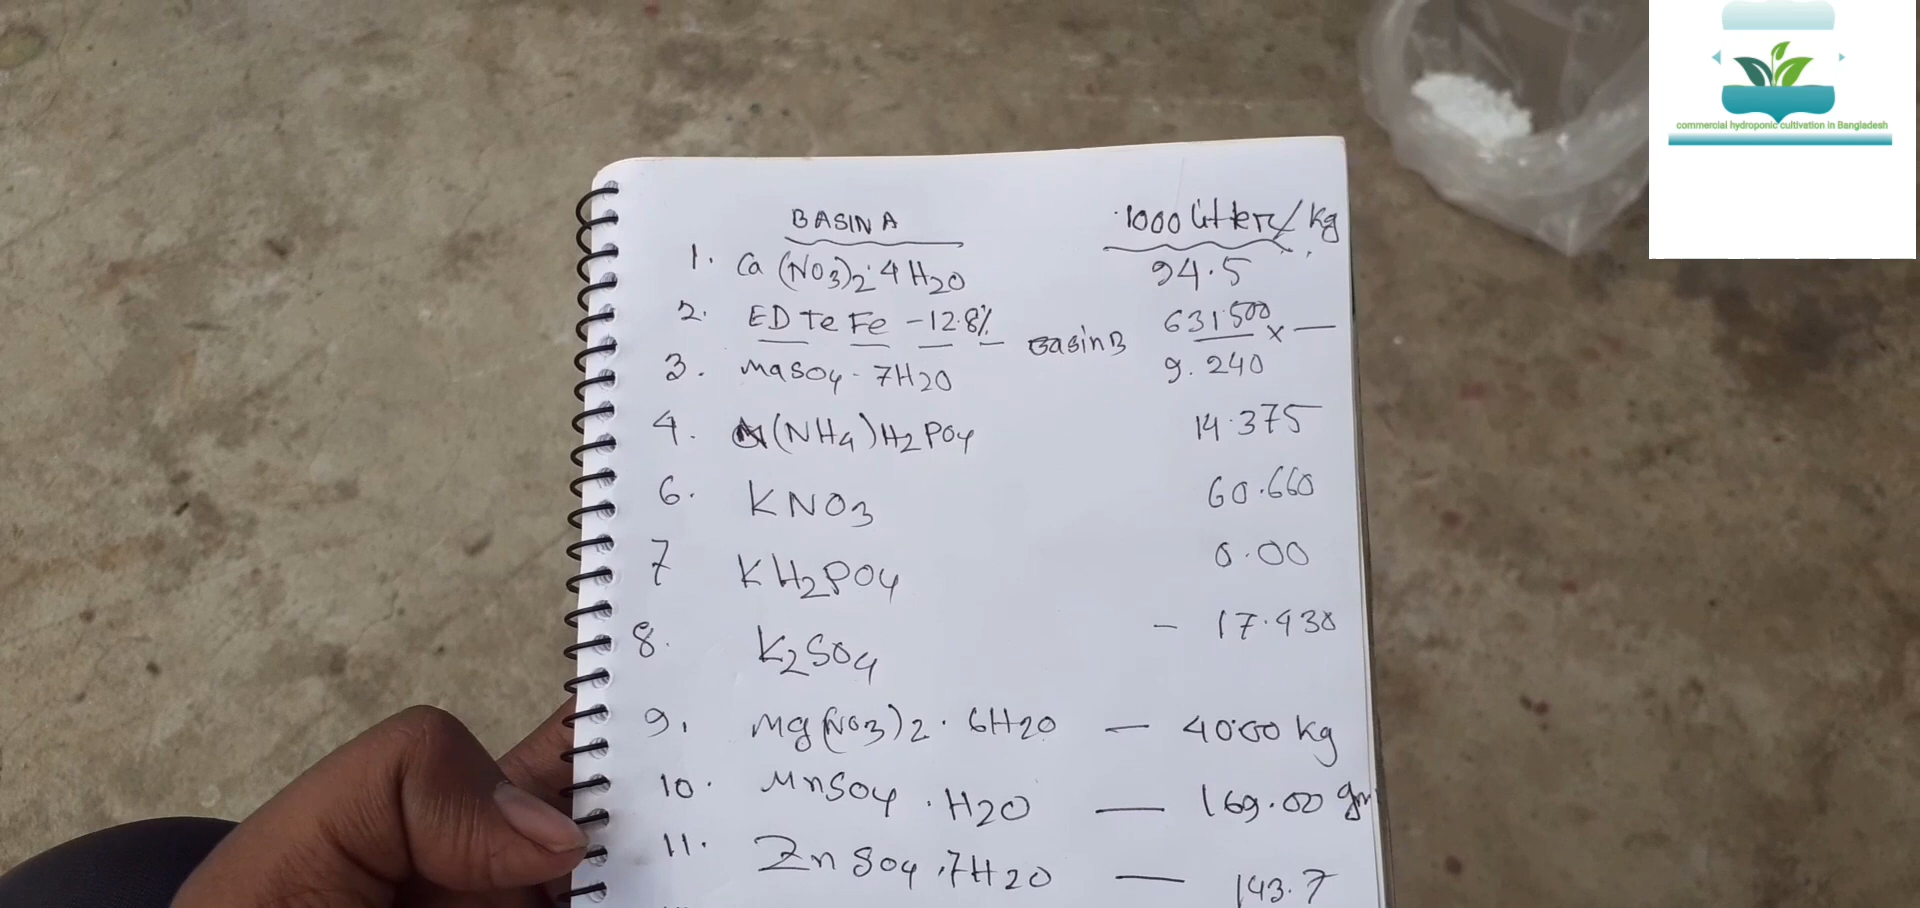 commercial hydroponic cultivation in Bangladesh
BASIN A 1000 litter/kg
1. Ca (NO3)2·4H2O 94.5
2. EDTe Fe -12.8% 631.500 x —
Basin B
3. MgSO4 - 7H2O 9.240
4. (NH4)H2PO4 14.375
6. KNO3 60.660
7 KH2PO4 0.00
8. K2SO4 - 17.430
9. Mg(NO3)2 · 6H2O — 4000 kg
10. MnSO4 . H2O — 169.00 gm
11. ZnSO4 .7H2O — 143.7